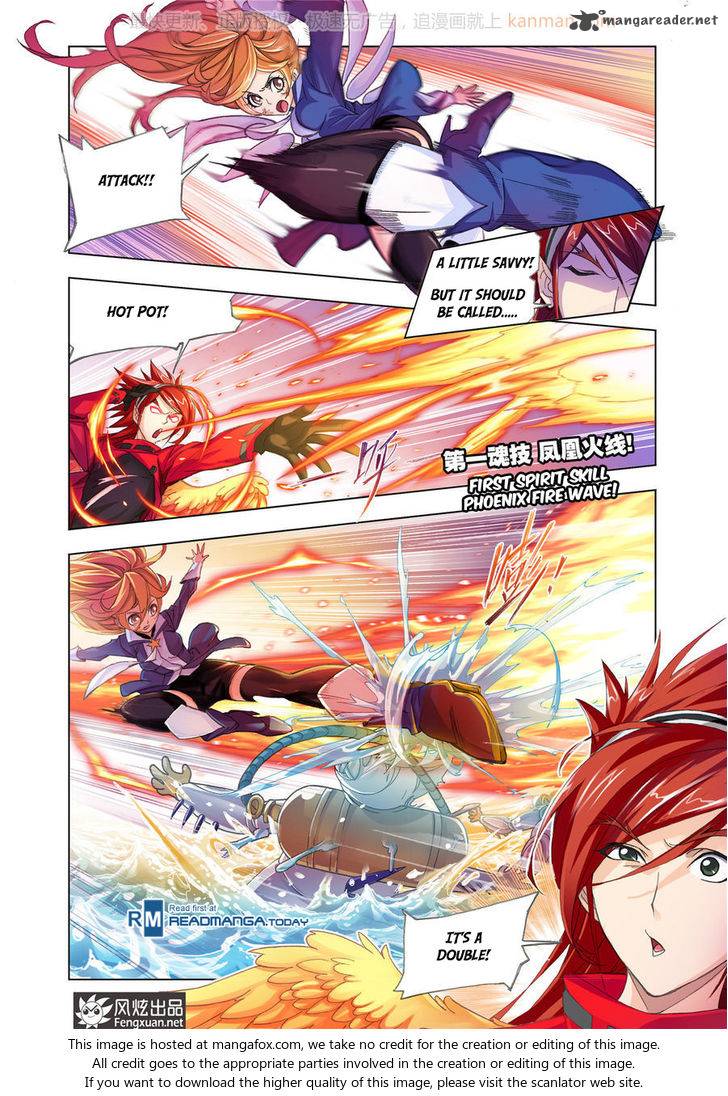 kanman
mangareader.net
ATTACK!!
A LITTLE SAVVY!
BUT IT SHOULD
BE CALLED.....
HOT POT!
呼
第一魂技 凤凰火线!
FIRST SPIRIT SKILL
PHOENIX FIRE WAVE!
嘭!!
RM
Read first at
READMANGA.TODAY
IT'S A
DOUBLE!
风炫出品
Fengxuan.net
This image is hosted at mangafox.com, we take no credit for the creation or editing of this image.
All credit goes to the appropriate parties involved in the creation or editing of this image.
If you want to download the higher quality of this image, please visit the scanlator web site.